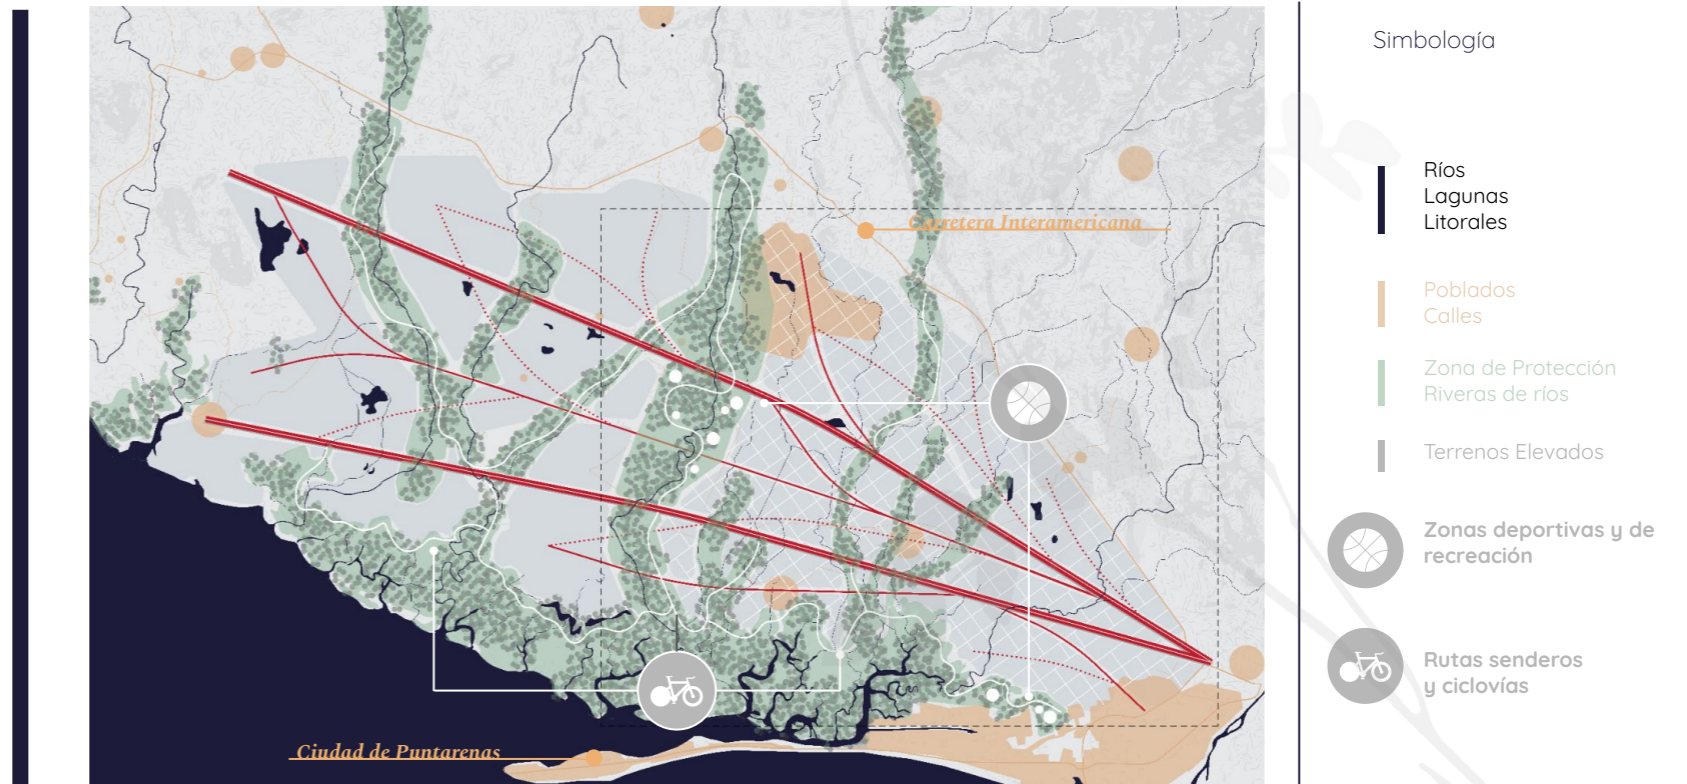 Simbología
Ríos
Lagunas
Litorales
Carretera Interamericana
Poblados
Calles
Zona de Protección
Riveras de ríos
Terrenos Elevados
Zonas deportivas y de
recreación
Rutas senderos
y ciclovías
Ciudad de Puntarenas